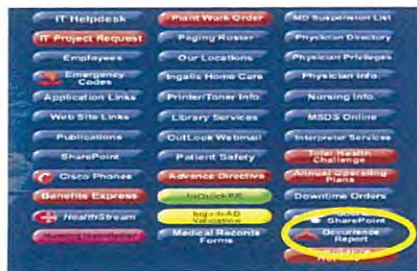 IT Helpdesk
Plant Work Order
MD Suspension List
IT Project Request
Paging Roster
Physician Directory
Employees
Our Locations
Physician Privileges
Emergency
Codes
Ingalls Home Care
Physician Info.
Application Links
Printer/Toner Info.
Nursing Info.
Web Site Links
Library Services
MSDS Online
Publications
OutLook Webmail
Interpreter Services
SharePoint
Patient Safety
Total Health
Challenge
Cisco Phones
Advance Directive
Annual Operating
Plans
Benefits Express
Downtime Orders
HealthStream
IngallsAD
Validation
SharePoint
Medical Records
Forms
Occurrence
Report